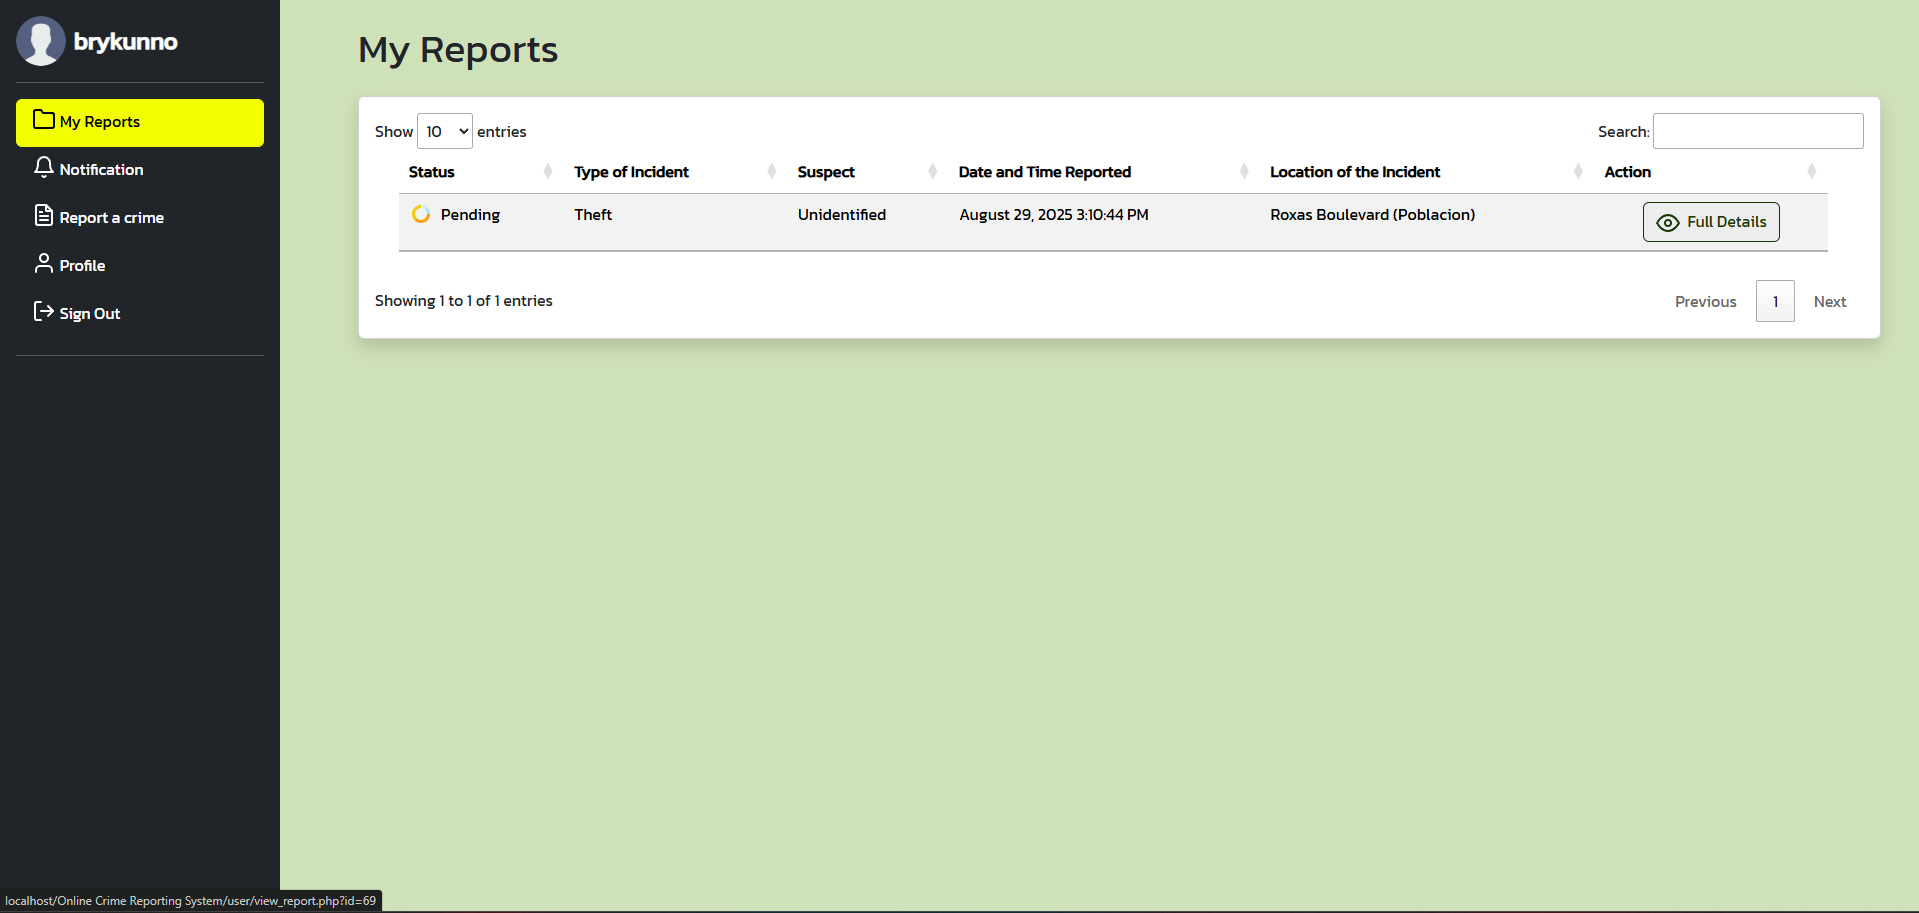 brykunno
My Reports
Notification
Report a crime
Profile
Sign Out
My Reports
Show 10 entries
Search:
Status Type of Incident Suspect Date and Time Reported Location of the Incident Action
Pending Theft Unidentified August 29, 2025 3:10:44 PM Roxas Boulevard (Poblacion) Full Details
Showing 1 to 1 of 1 entries
Previous 1 Next
localhost/Online Crime Reporting System/user/view_report.php?id=69